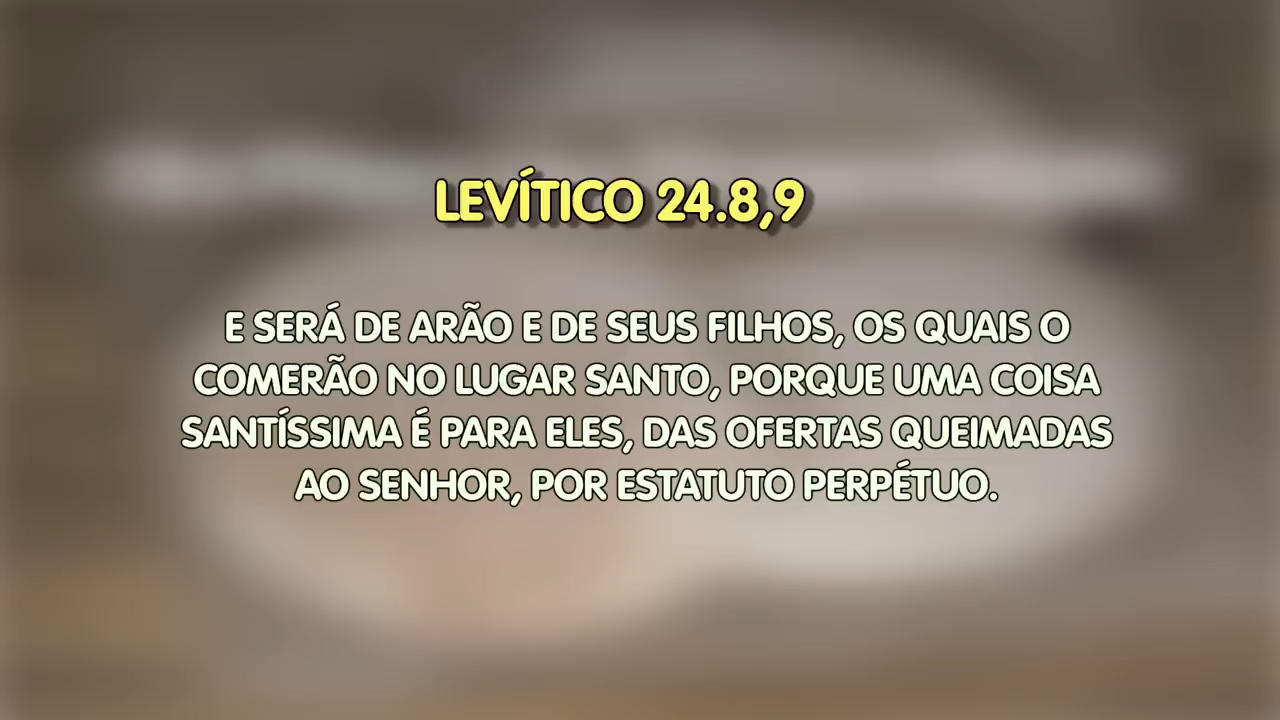 LEVÍTICO 24.8,9
E SERÁ DE ARÃO E DE SEUS FILHOS, OS QUAIS O
COMERÃO NO LUGAR SANTO, PORQUE UMA COISA
SANTÍSSIMA É PARA ELES, DAS OFERTAS QUEIMADAS
AO SENHOR, POR ESTATUTO PERPÉTUO.